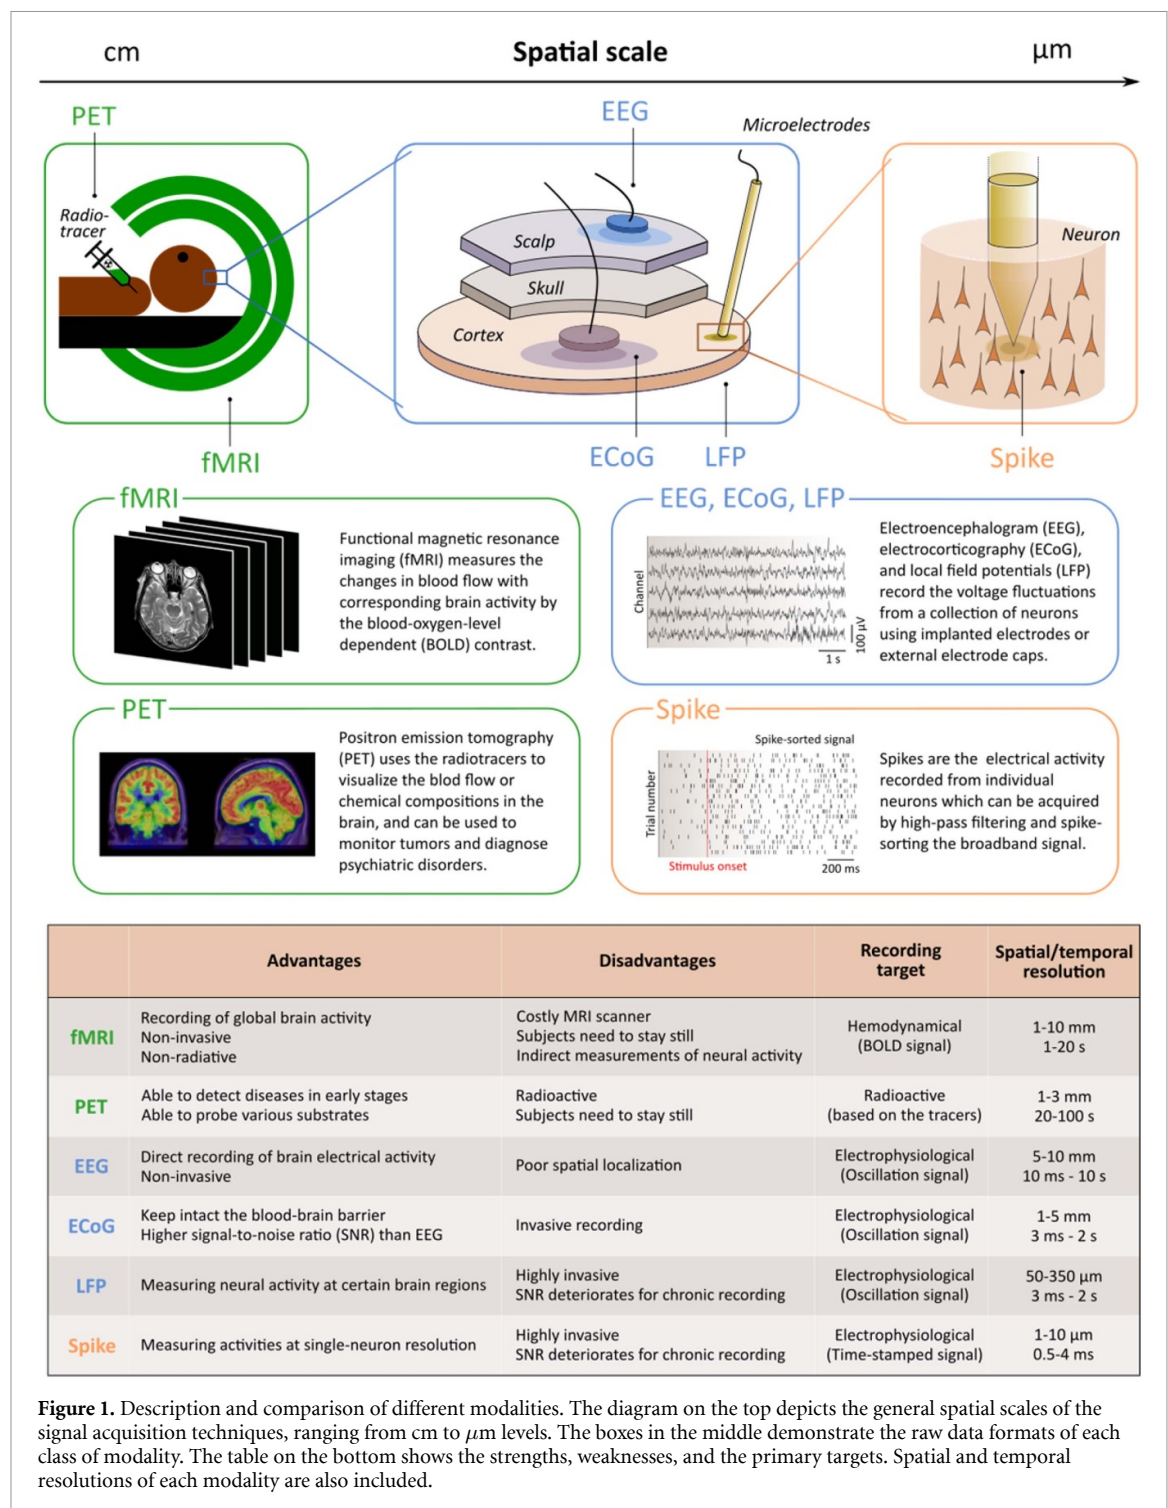 cm
Spatial scale
μm
PET
EEG
Microelectrodes
Radio-
tracer
Scalp
Skull
Cortex
Neuron
fMRI
ECoG
LFP
Spike
fMRI
Functional magnetic resonance
imaging (fMRI) measures the
changes in blood flow with
corresponding brain activity by
the blood-oxygen-level
dependent (BOLD) contrast.
EEG, ECoG, LFP
Channel
1 s
100 μV
Electroencephalogram (EEG),
electrocorticography (ECoG),
and local field potentials (LFP)
record the voltage fluctuations
from a collection of neurons
using implanted electrodes or
external electrode caps.
PET
Positron emission tomography
(PET) uses the radiotracers to
visualize the blod flow or
chemical compositions in the
brain, and can be used to
monitor tumors and diagnose
psychiatric disorders.
Spike
Spike-sorted signal
Trial number
Stimulus onset
200 ms
Spikes are the electrical activity
recorded from individual
neurons which can be acquired
by high-pass filtering and spike-
sorting the broadband signal.
Advantages
Disadvantages
Recording
target
Spatial/temporal
resolution
fMRI
Recording of global brain activity
Non-invasive
Non-radiative
Costly MRI scanner
Subjects need to stay still
Indirect measurements of neural activity
Hemodynamical
(BOLD signal)
1-10 mm
1-20 s
PET
Able to detect diseases in early stages
Able to probe various substrates
Radioactive
Subjects need to stay still
Radioactive
(based on the tracers)
1-3 mm
20-100 s
EEG
Direct recording of brain electrical activity
Non-invasive
Poor spatial localization
Electrophysiological
(Oscillation signal)
5-10 mm
10 ms - 10 s
ECoG
Keep intact the blood-brain barrier
Higher signal-to-noise ratio (SNR) than EEG
Invasive recording
Electrophysiological
(Oscillation signal)
1-5 mm
3 ms - 2 s
LFP
Measuring neural activity at certain brain regions
Highly invasive
SNR deteriorates for chronic recording
Electrophysiological
(Oscillation signal)
50-350 μm
3 ms - 2 s
Spike
Measuring activities at single-neuron resolution
Highly invasive
SNR deteriorates for chronic recording
Electrophysiological
(Time-stamped signal)
1-10 μm
0.5-4 ms
Figure 1. Description and comparison of different modalities. The diagram on the top depicts the general spatial scales of the
signal acquisition techniques, ranging from cm to μm levels. The boxes in the middle demonstrate the raw data formats of each
class of modality. The table on the bottom shows the strengths, weaknesses, and the primary targets. Spatial and temporal
resolutions of each modality are also included.